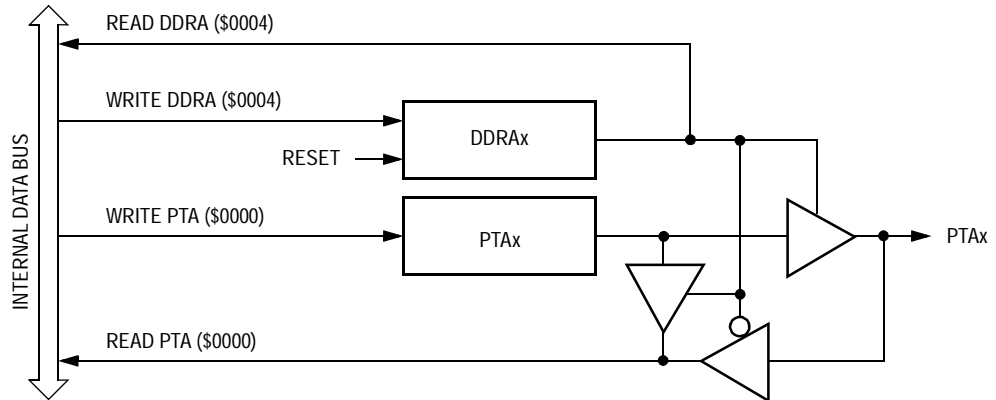 READ DDRA ($0004)
WRITE DDRA ($0004)
DDRAx
RESET
INTERNAL DATA BUS
WRITE PTA ($0000)
PTAx
PTAx
READ PTA ($0000)